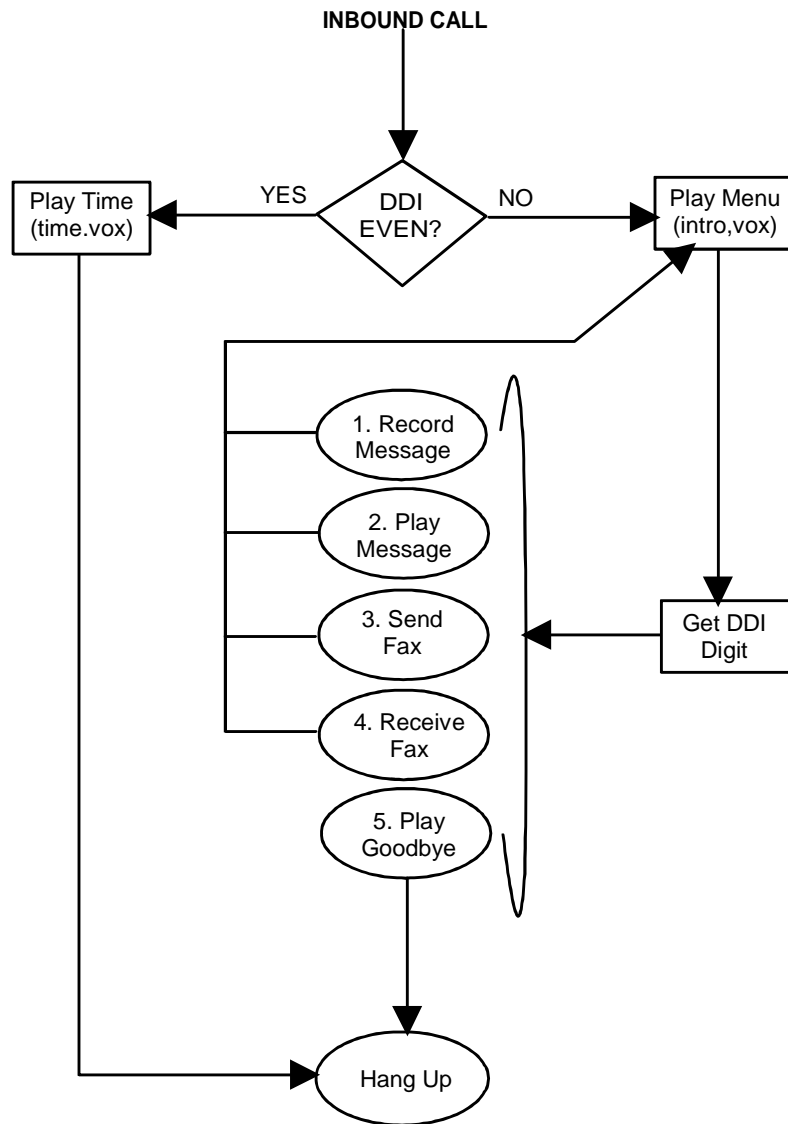 INBOUND CALL
YES
DDI
EVEN?
NO
Play Time
(time.vox)
Play Menu
(intro,vox)
1. Record
Message
2. Play
Message
3. Send
Fax
Get DDI
Digit
4. Receive
Fax
5. Play
Goodbye
Hang Up